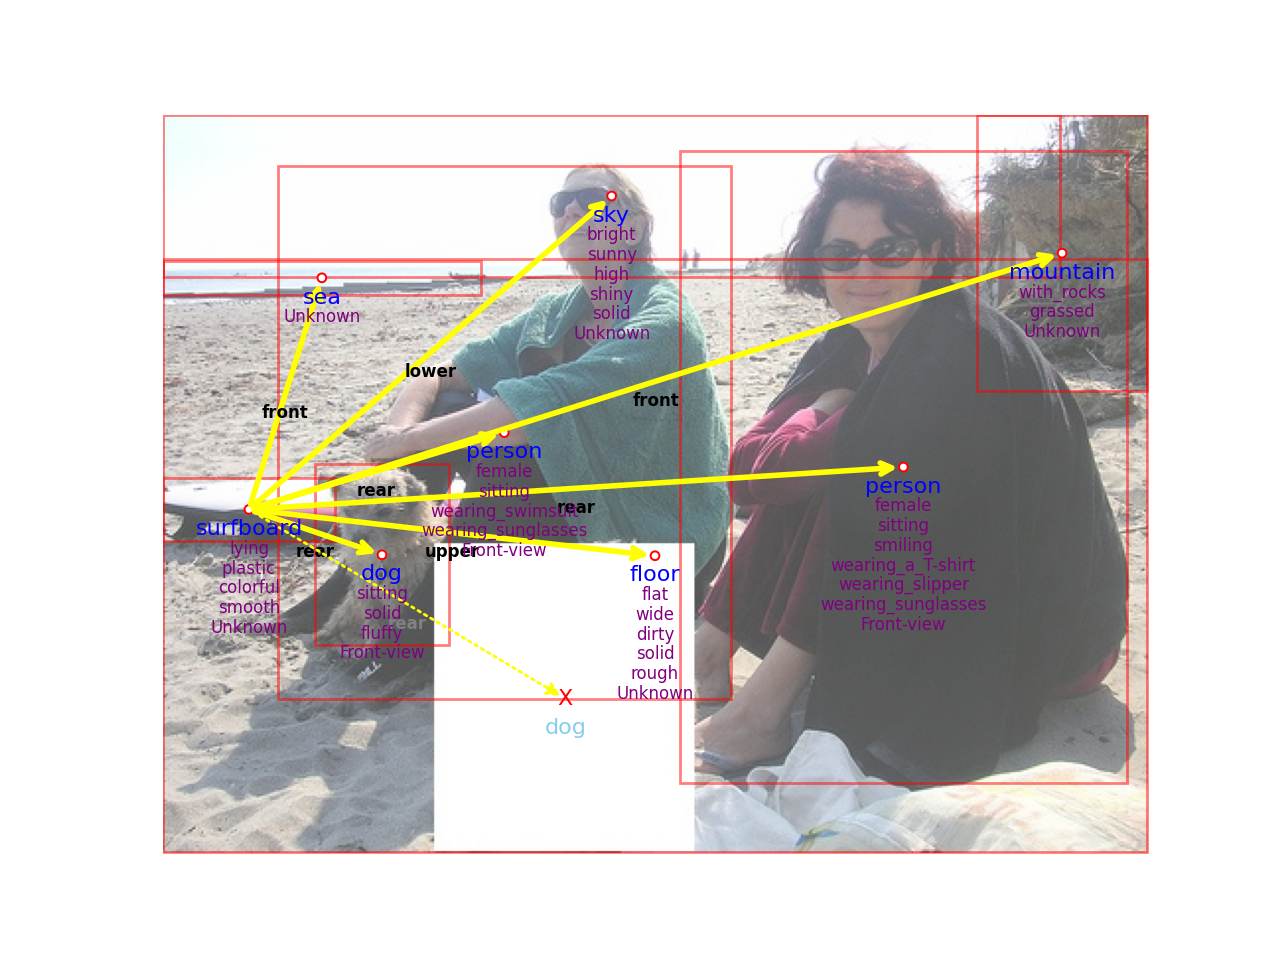 sky
bright
sunny
high
shiny
solid
Unknown
mountain
with_rocks
grassed
Unknown
sea
Unknown
lower
front
front
person
female
sitting
wearing_swimsuit
wearing_sunglasses
Front-view
person
female
sitting
smiling
wearing_a_T-shirt
wearing_slipper
wearing_sunglasses
Front-view
rear
rear
surfboard
lying
plastic
colorful
smooth
Unknown
rear
upper
dog
sitting
solid
fluffy
Front-view
floor
flat
wide
dirty
solid
rough
Unknown
rear
X
dog